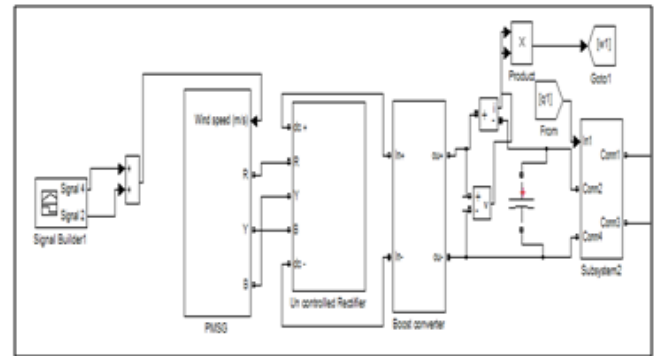 Signal 4
Signal 2
Signal Builder1
+
+
Wind speed (m/s)
R
Y
B
PMSG
dc +
R
Y
B
dc -
Un controlled Rectifier
In+
In-
ou+
ou-
Boost converter
+
i
-
+
v
-
X
Product
[w1]
Goto1
From
In1
Conn1
Conn2
Conn3
Conn4
Subsystem2